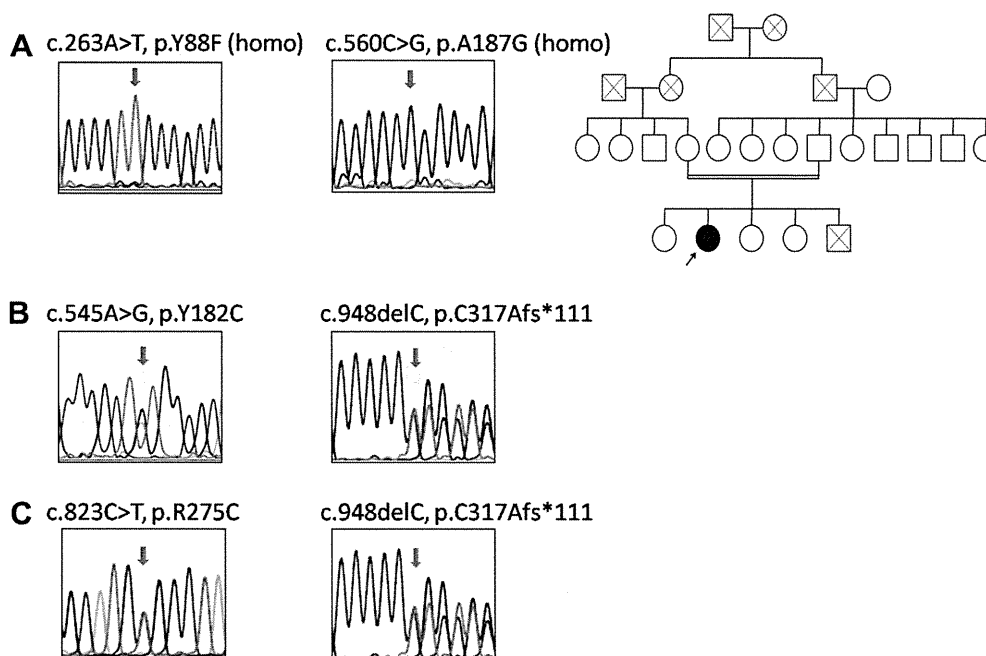 A c.263A>T, p.Y88F (homo) c.560C>G, p.A187G (homo)
B c.545A>G, p.Y182C c.948delC, p.C317Afs*111
C c.823C>T, p.R275C c.948delC, p.C317Afs*111